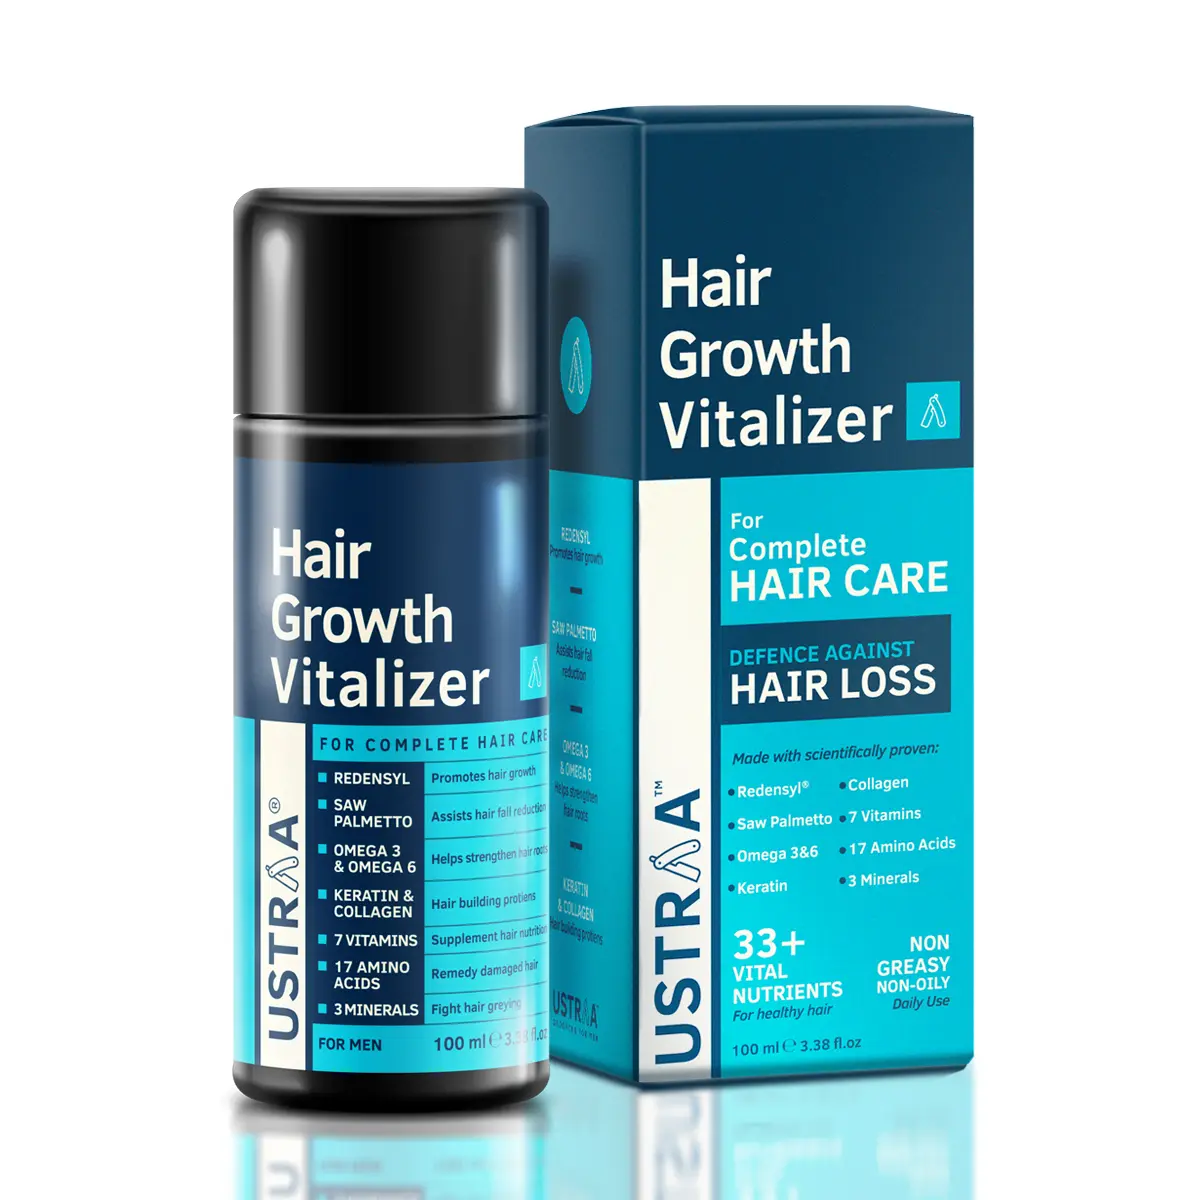 Hair
Growth
Vitalizer
FOR COMPLETE HAIR CARE
REDENSYL Promotes hair growth
SAW
PALMETTO Assists hair fall reduction
OMEGA 3
& OMEGA 6 Helps strengthen hair roots
KERATIN &
COLLAGEN Hair building protiens
7 VITAMINS Supplement hair nutrition
17 AMINO
ACIDS Remedy damaged hair
3 MINERALS Fight hair greying
FOR MEN 100 ml ℮ 3.38 fl.oz
USTRAA®
REDENSYL
Promotes hair growth
SAW PALMETTO
Assists hair fall
reduction
OMEGA 3
& OMEGA 6
Helps strengthen
hair roots
KERATIN
& COLLAGEN
Hair building protiens
USTRAA
Hair
Growth
Vitalizer
For
Complete
HAIR CARE
DEFENCE AGAINST
HAIR LOSS
Made with scientifically proven:
Redensyl® Collagen
Saw Palmetto 7 Vitamins
Omega 3&6 17 Amino Acids
Keratin 3 Minerals
33+
VITAL
NUTRIENTS
For healthy hair
NON
GREASY
NON-OILY
Daily Use
100 ml ℮ 3.38 fl.oz
USTRAA™